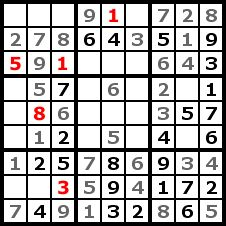 9 1 7 2 8
2 7 8 6 4 3 5 1 9
5 9 1 6 4 3
5 7 6 2 1
8 6 3 5 7
1 2 5 4 6
1 2 5 7 8 6 9 3 4
3 5 9 4 1 7 2
7 4 9 1 3 2 8 6 5